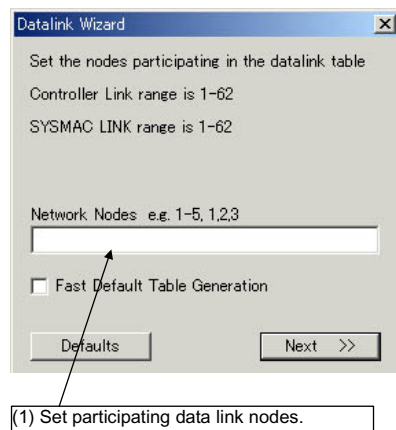 Datalink Wizard
Set the nodes participating in the datalink table
Controller Link range is 1-62
SYSMAC LINK range is 1-62
Network Nodes e.g. 1-5, 1,2,3
Fast Default Table Generation
Defaults
Next >>
(1) Set participating data link nodes.